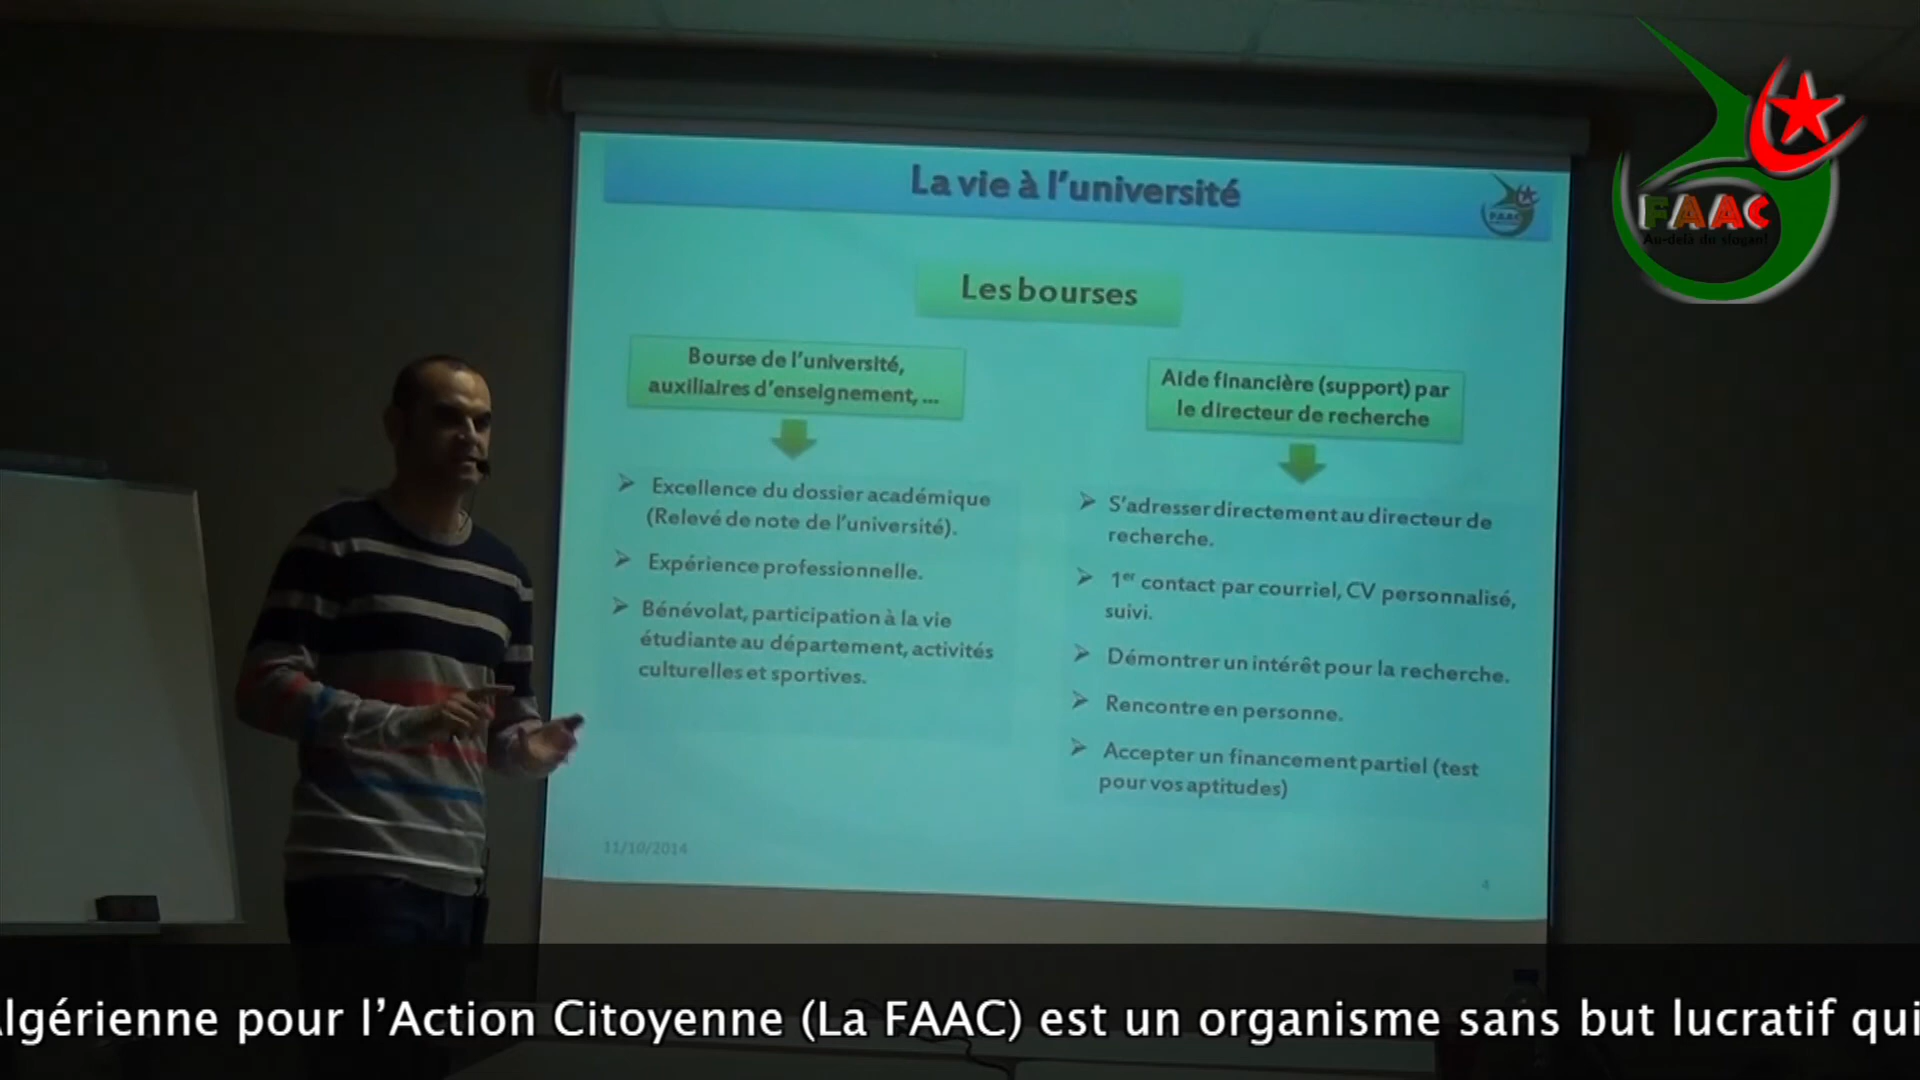 La vie à l'université
FAAC
FAAC
Au-delà du slogan!
Les bourses
Bourse de l'université,
auxiliaires d'enseignement, ...
Excellence du dossier académique
(Relevé de note de l'université).
Expérience professionnelle.
Bénévolat, participation à la vie
étudiante au département, activités
culturelles et sportives.
Aide financière (support) par
le directeur de recherche
S'adresser directement au directeur de
recherche.
1er contact par courriel, CV personnalisé,
suivi.
Démontrer un intérêt pour la recherche.
Rencontre en personne.
Accepter un financement partiel (test
pour vos aptitudes)
11/10/2014
4
lgérienne pour l’Action Citoyenne (La FAAC) est un organisme sans but lucratif qui